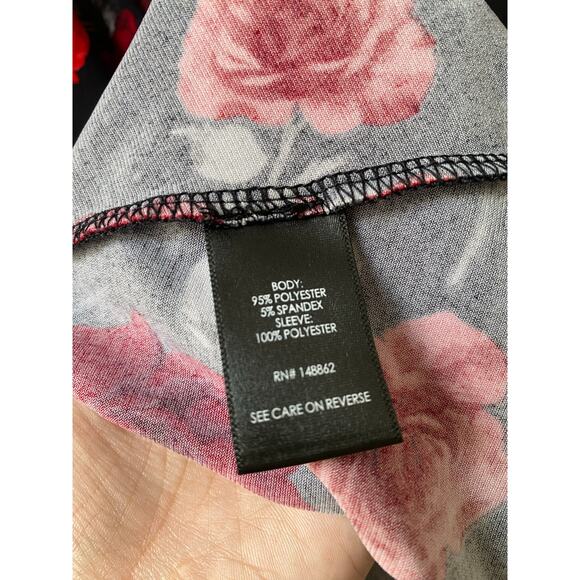 BODY:
95% POLYESTER
5% SPANDEX
SLEEVE:
100% POLYESTER
RN# 148862
SEE CARE ON REVERSE